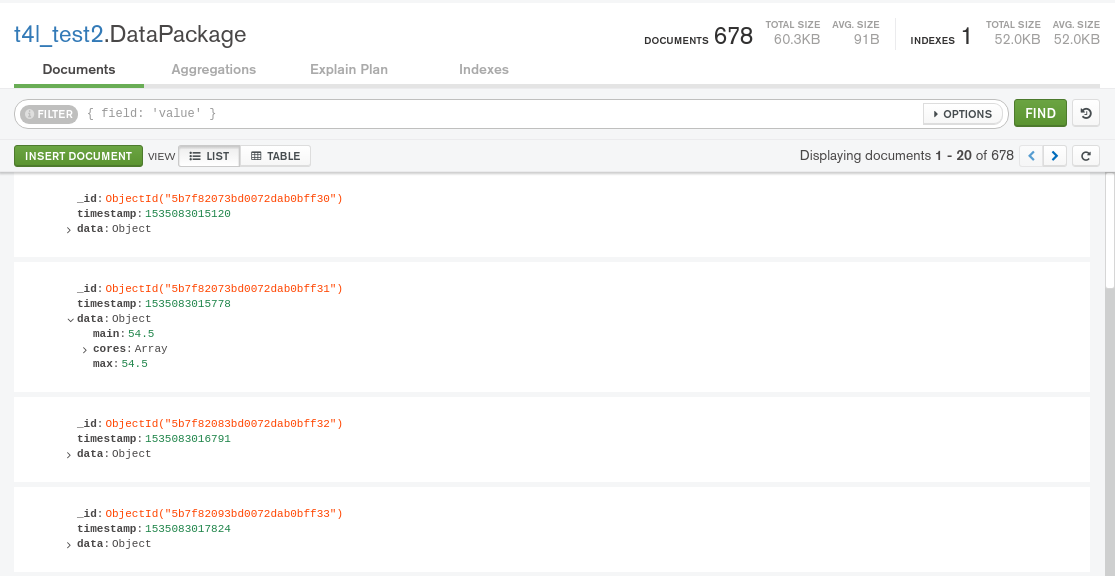 t4l_test2.DataPackage
DOCUMENTS 678 TOTAL SIZE 60.3KB AVG. SIZE 91B INDEXES 1 TOTAL SIZE 52.0KB AVG. SIZE 52.0KB
Documents Aggregations Explain Plan Indexes
FILTER { field: 'value' } OPTIONS FIND
INSERT DOCUMENT VIEW LIST TABLE Displaying documents 1 - 20 of 678
_id: ObjectId("5b7f82073bd0072dab0bff30")
timestamp: 1535083015120
data: Object
_id: ObjectId("5b7f82073bd0072dab0bff31")
timestamp: 1535083015778
data: Object
main: 54.5
cores: Array
max: 54.5
_id: ObjectId("5b7f82083bd0072dab0bff32")
timestamp: 1535083016791
data: Object
_id: ObjectId("5b7f82093bd0072dab0bff33")
timestamp: 1535083017824
data: Object